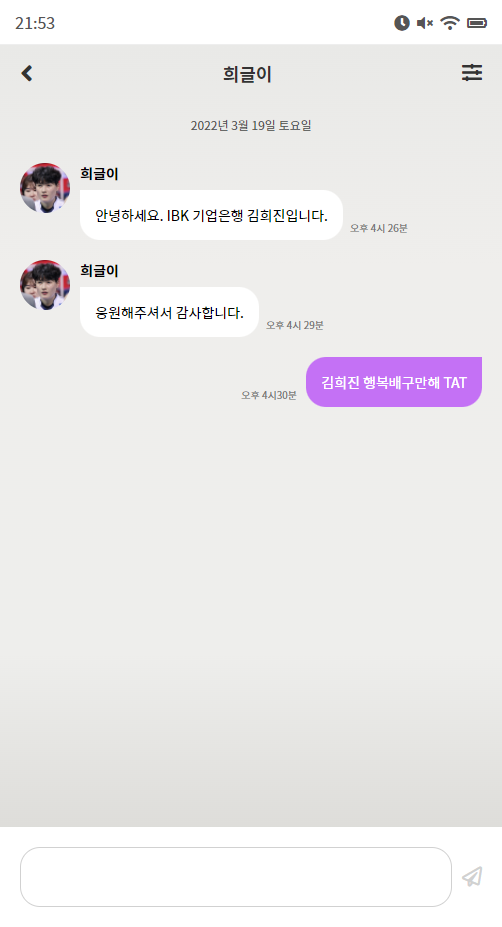 21:53
희글이
2022년 3월 19일 토요일
희글이
안녕하세요. IBK 기업은행 김희진입니다.
오후 4시 26분
희글이
응원해주셔서 감사합니다.
오후 4시 29분
오후 4시30분
김희진 행복배구만해 TAT